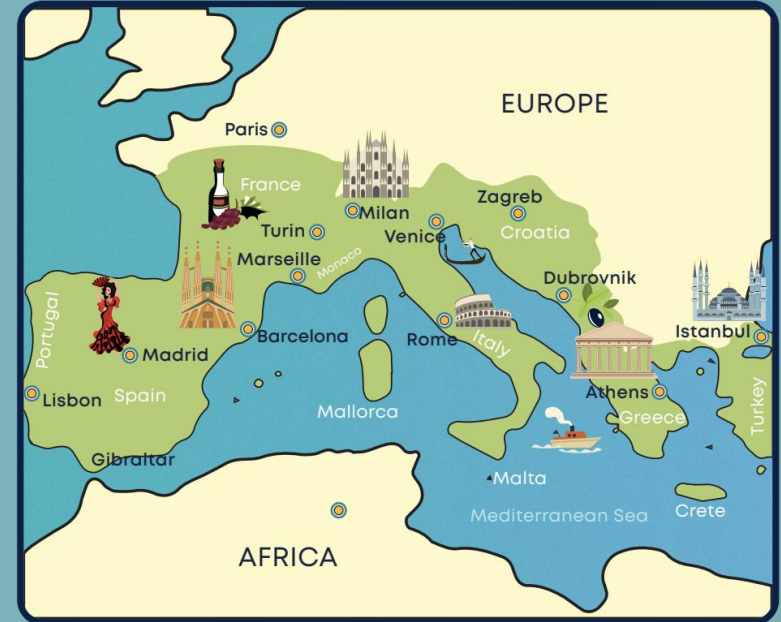 EUROPE
Paris
France
Milan
Zagreb
Turin
Venice
Croatia
Marseille
Monaco
Dubrovnik
Portugal
Barcelona
Rome
Italy
Istanbul
Madrid
Lisbon
Spain
Athens
Turkey
Mallorca
Greece
Gibraltar
Malta
Mediterranean Sea
Crete
AFRICA